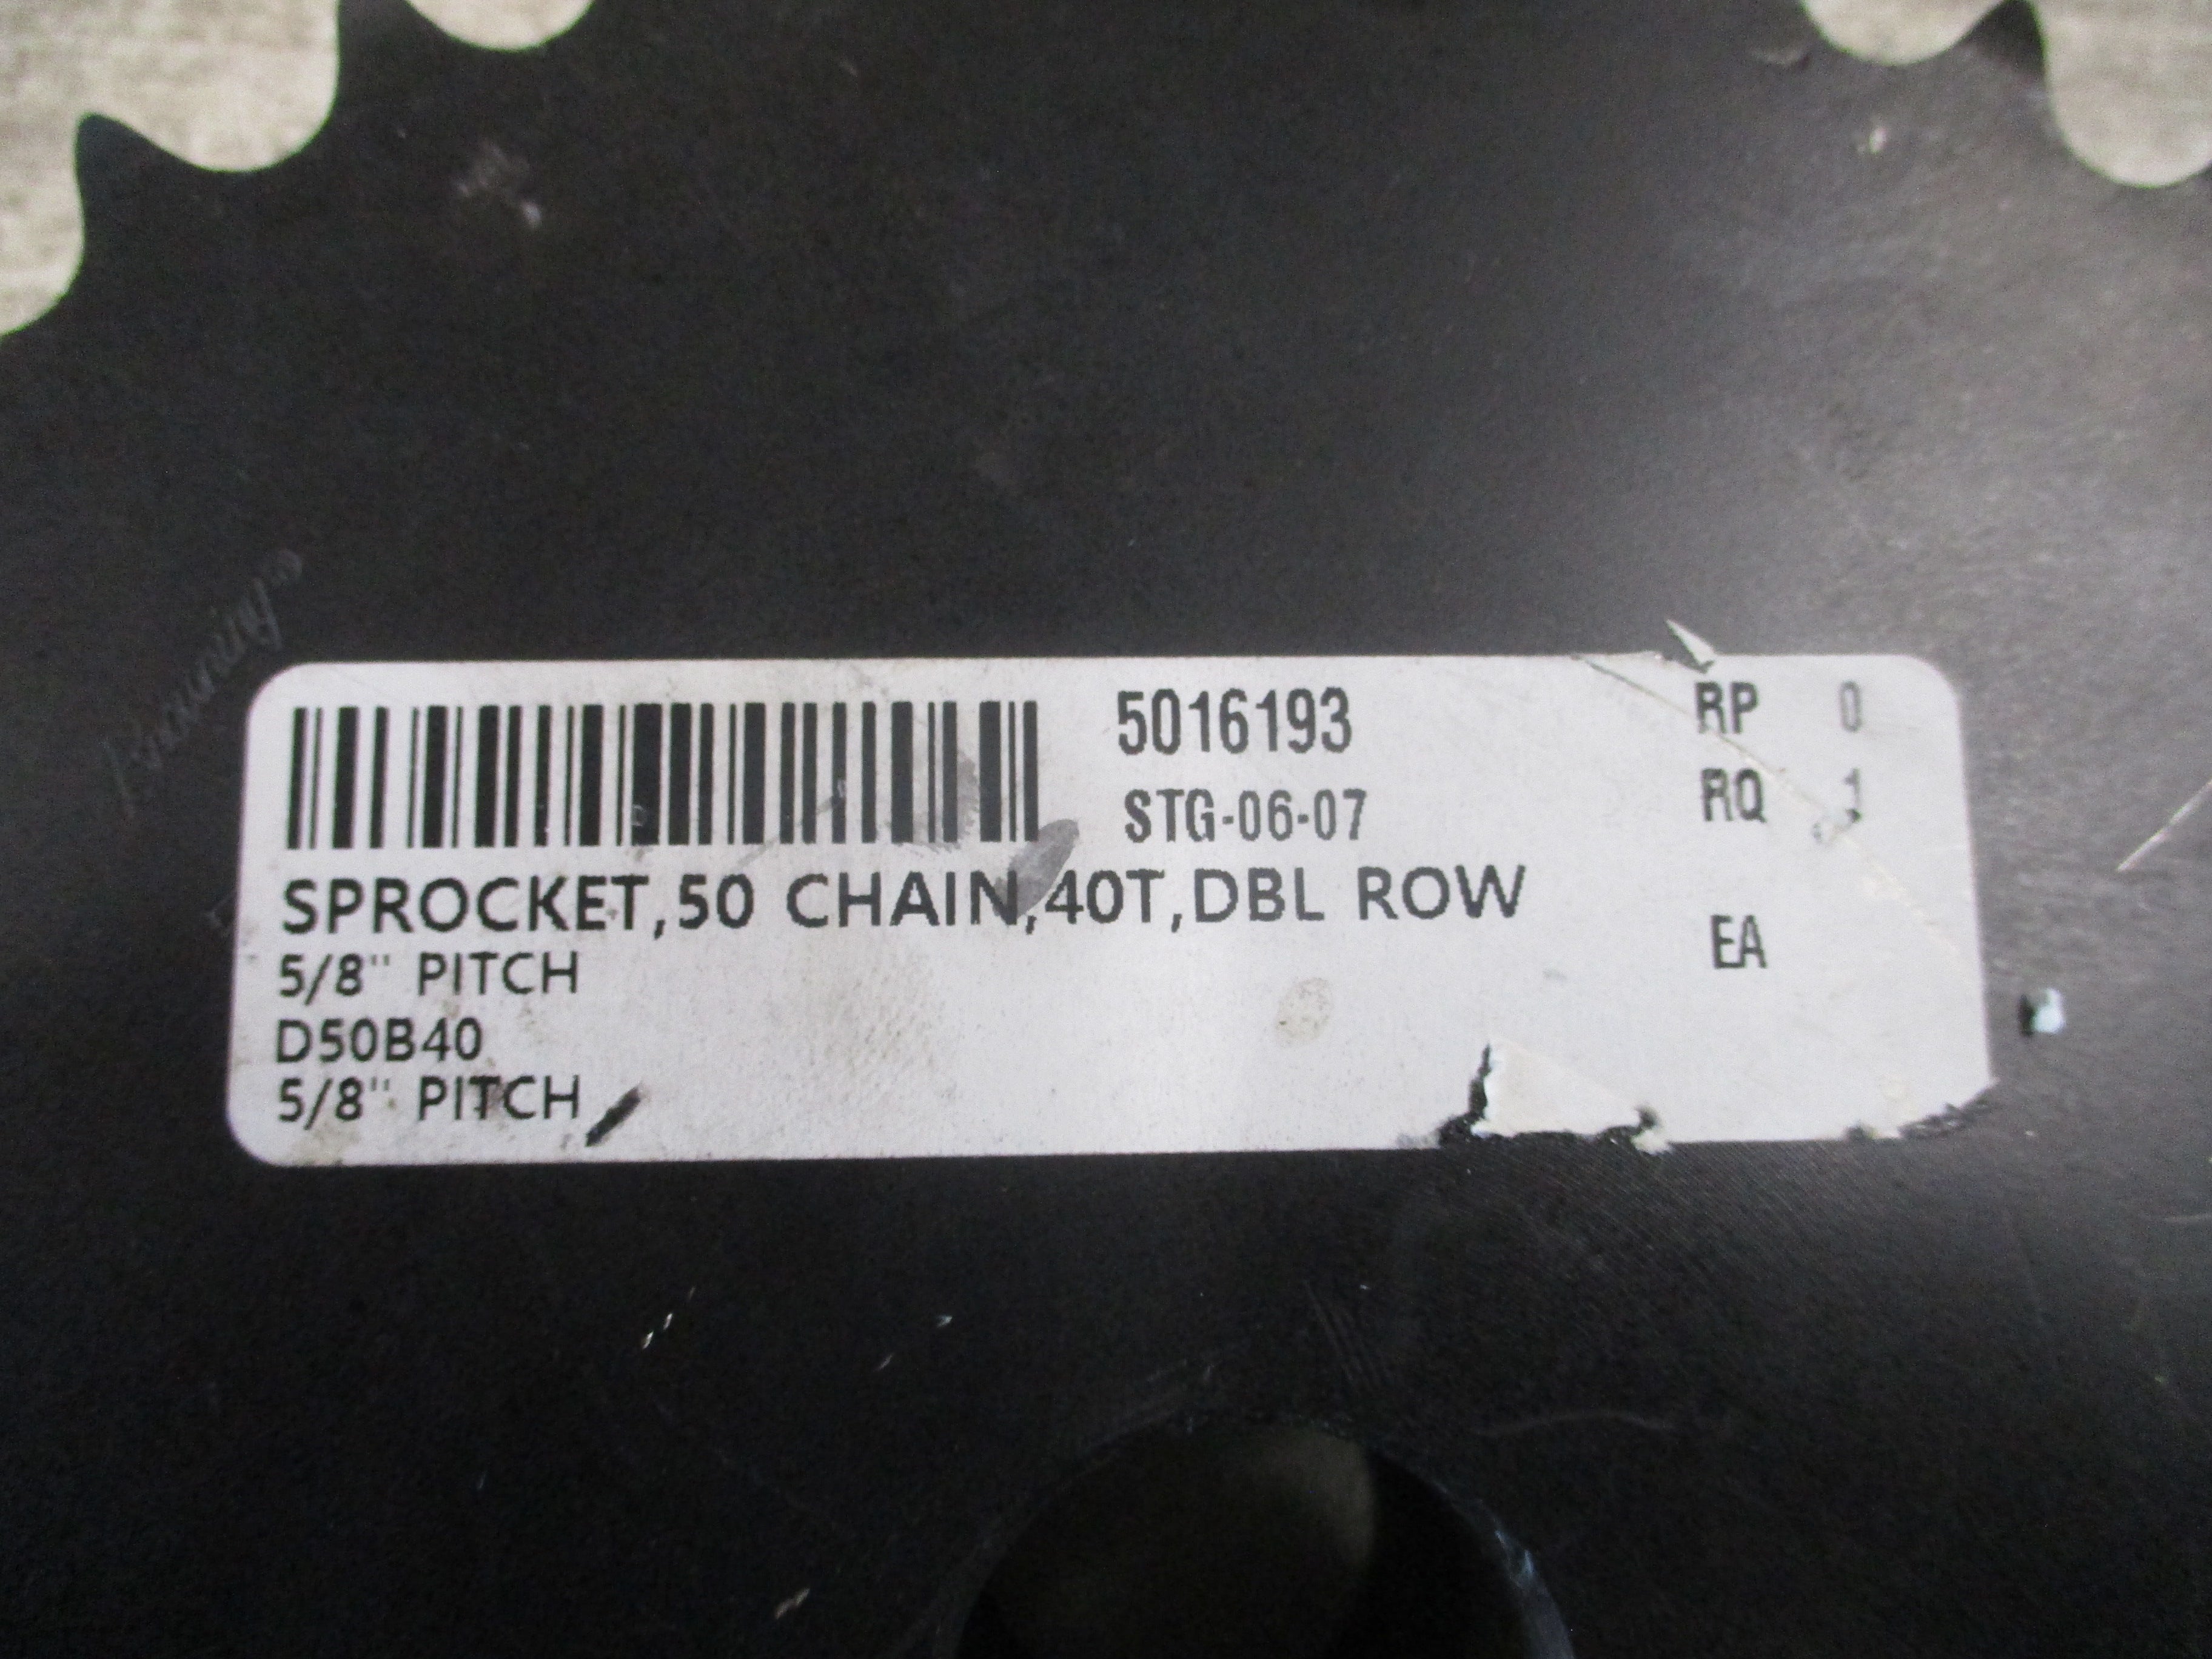 5016193 RP 0
STG-06-07 RQ 1
SPROCKET,50 CHAIN,40T,DBL ROW
5/8" PITCH EA
D50B40
5/8" PITCH